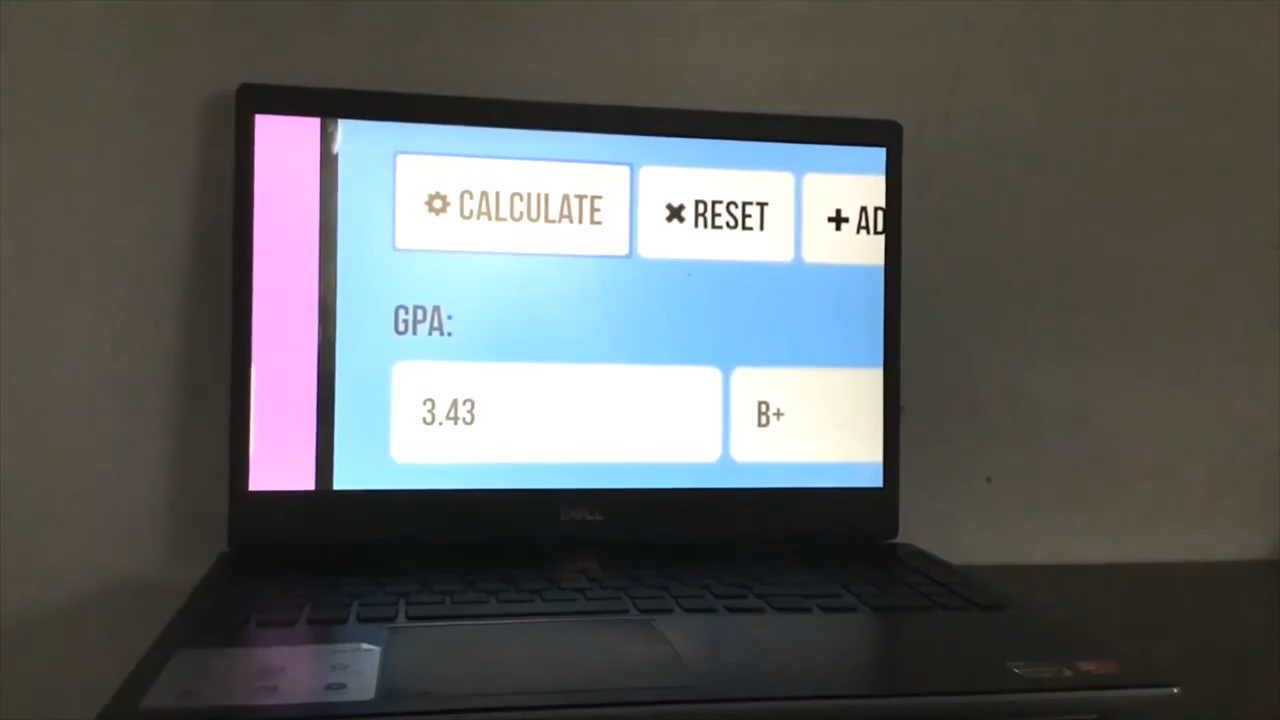 CALCULATE RESET + AD
GPA:
3.43 B+
DELL